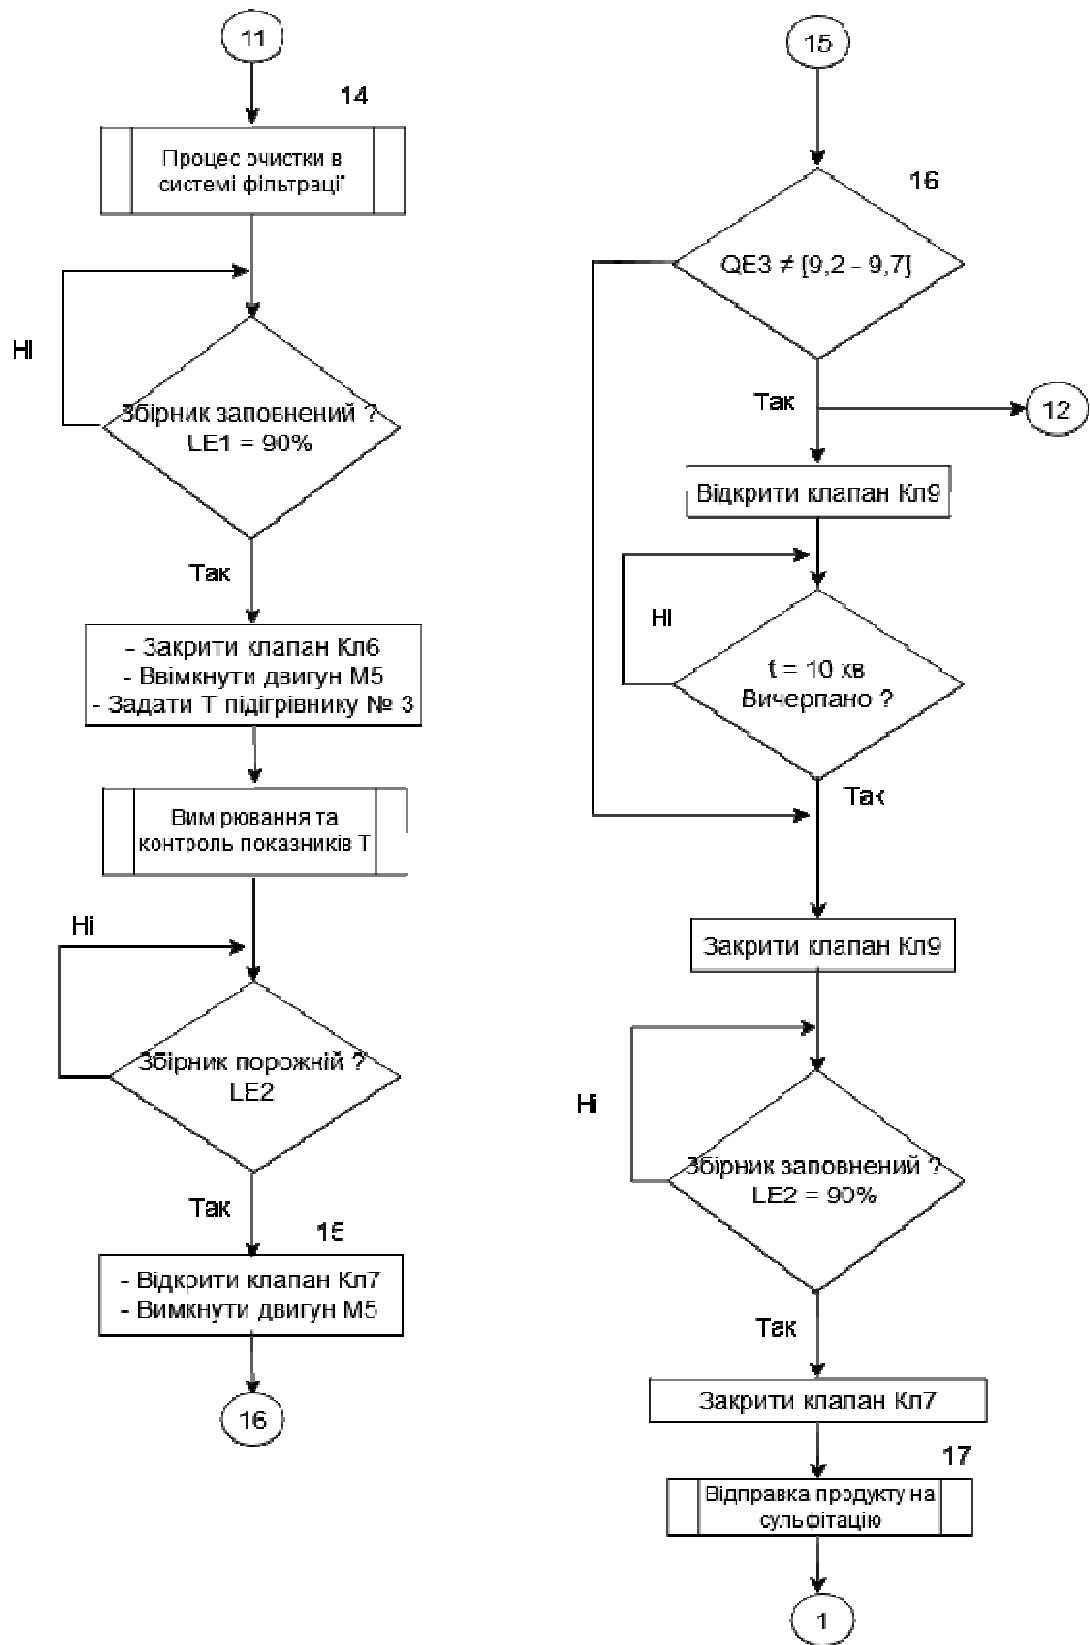 11
14
Процес очистки в
системі фільтрації
Ні
Збірник заповнений ?
LE1 = 90%
Так
- Закрити клапан Кл6
- Ввімкнути двигун М5
- Задати Т підігрівнику № 3
Вимірювання та
контроль показників Т
Ні
Збірник порожній ?
LE2
Так
15
- Відкрити клапан Кл7
- Вимкнути двигун М5
16
15
16
QE3 ≠ [9,2 - 9,7]
Так
12
Відкрити клапан Кл9
Ні
t = 10 хв
Вичерпано ?
Так
Закрити клапан Кл9
Ні
Збірник заповнений ?
LE2 = 90%
Так
Закрити клапан Кл7
17
Відправка продукту на
сульфітацію
1